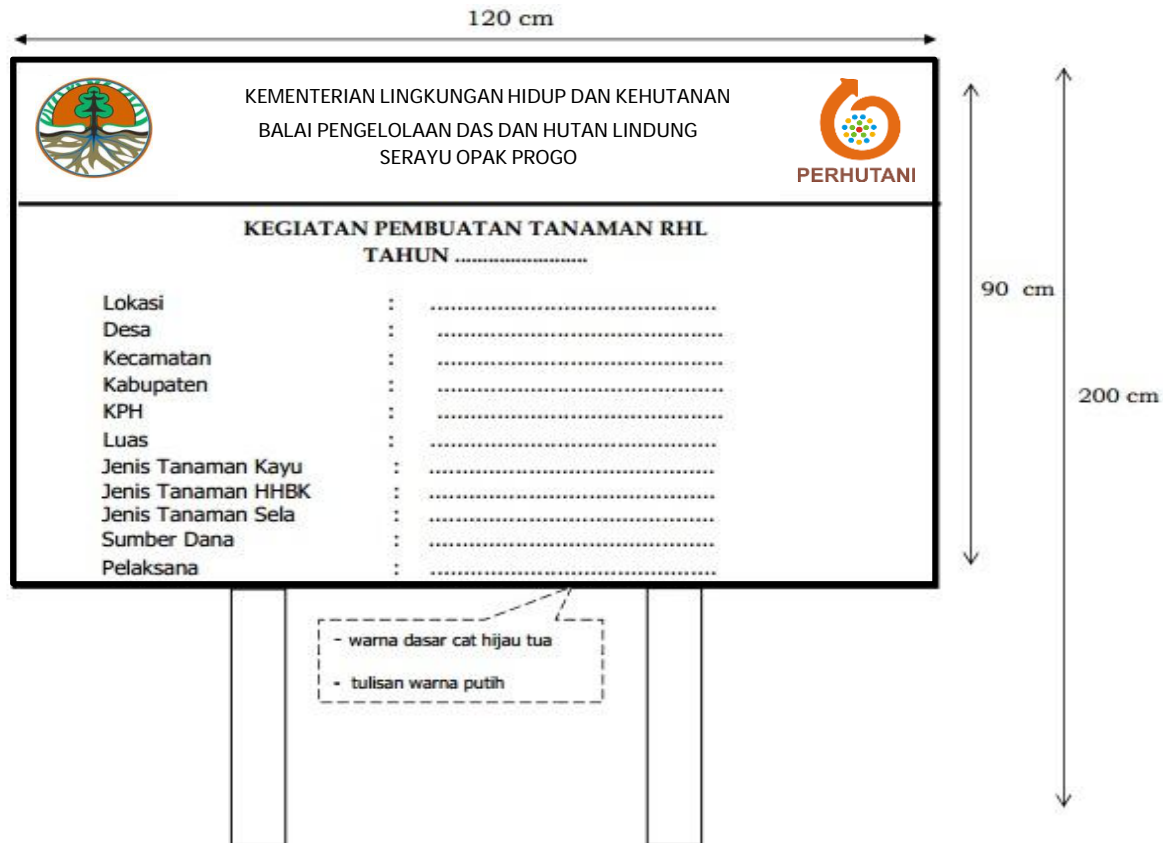 120 cm
KEMENTERIAN LINGKUNGAN HIDUP DAN KEHUTANAN
BALAI PENGELOLAAN DAS DAN HUTAN LINDUNG
SERAYU OPAK PROGO
PERHUTANI
KEGIATAN PEMBUATAN TANAMAN RHL
TAHUN ..........................
Lokasi : ............................................
Desa : ............................................
Kecamatan : ............................................
Kabupaten : ............................................
KPH : ............................................
Luas : ............................................
Jenis Tanaman Kayu : ............................................
Jenis Tanaman HHBK : ............................................
Jenis Tanaman Sela : ............................................
Sumber Dana : ............................................
Pelaksana : ............................................
90 cm
200 cm
- warna dasar cat hijau tua
- tulisan warna putih